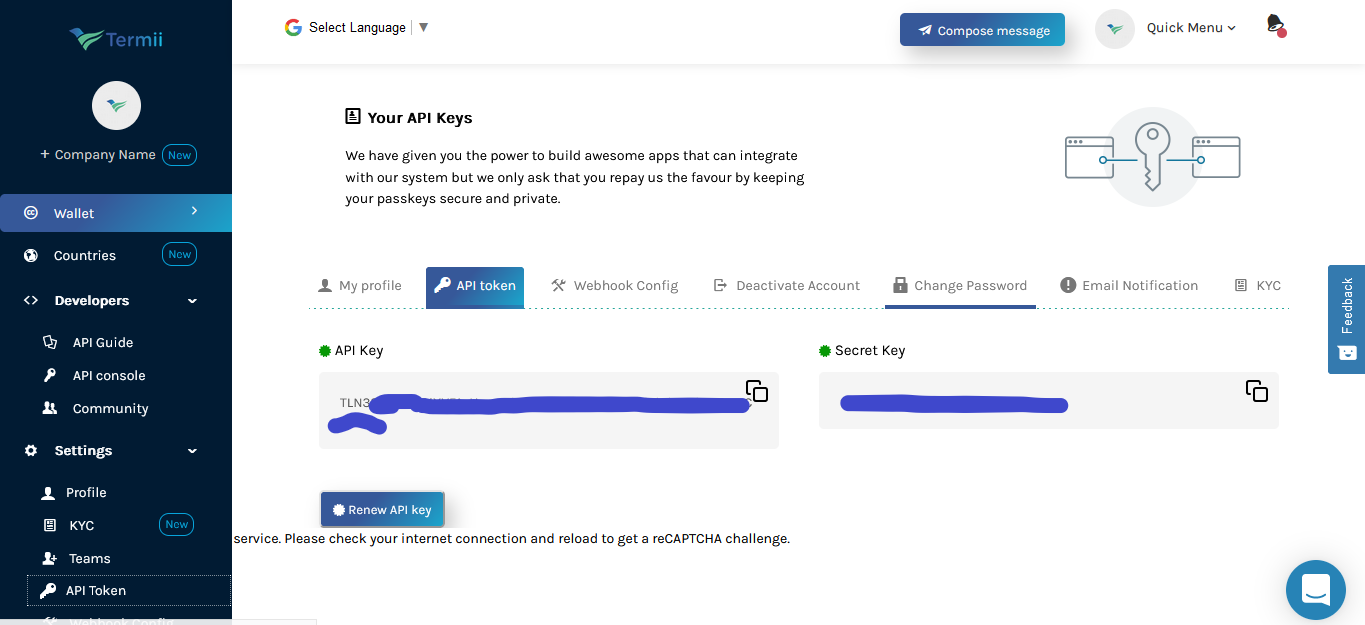 Termii
+ Company Name New
Wallet
Countries New
Developers
API Guide
API console
Community
Settings
Profile
KYC New
Teams
API Token
Webhook Config
Select Language ▼
Compose message
Quick Menu
Your API Keys
We have given you the power to build awesome apps that can integrate
with our system but we only ask that you repay us the favour by keeping
your passkeys secure and private.
My profile
API token
Webhook Config
Deactivate Account
Change Password
Email Notification
KYC
API Key
TLN3
Secret Key
Renew API key
service. Please check your internet connection and reload to get a reCAPTCHA challenge.
Feedback